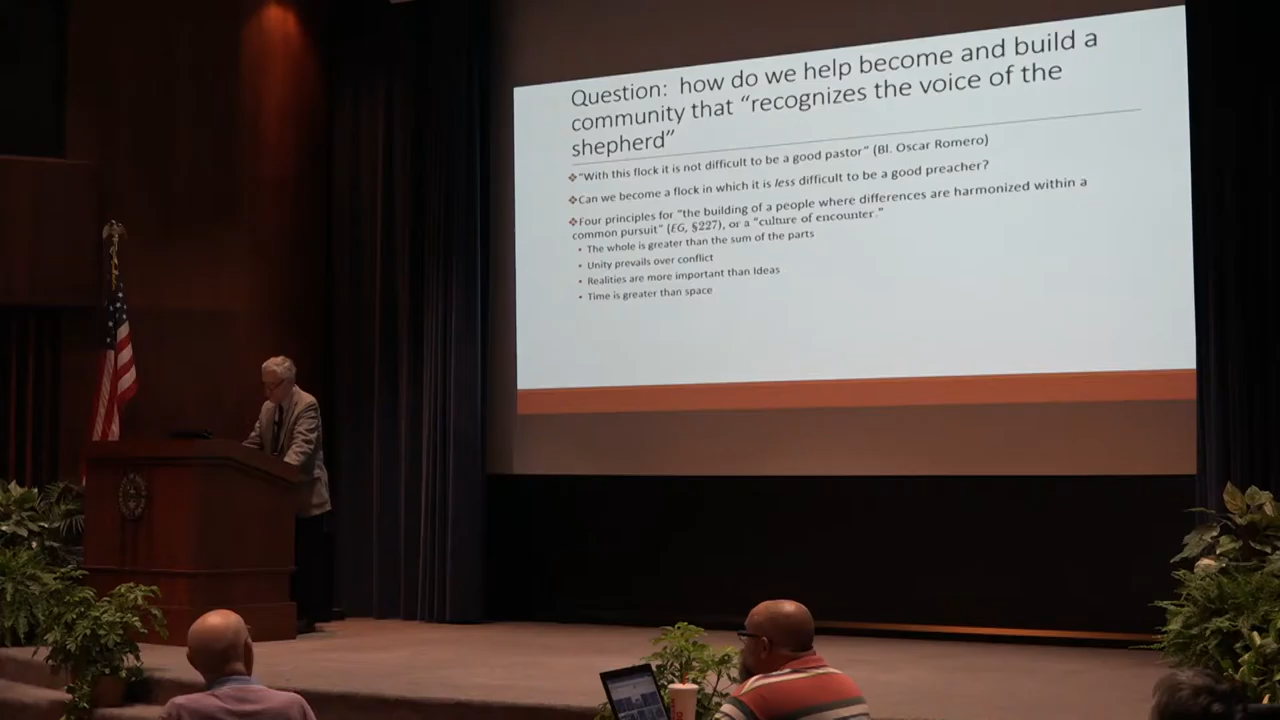 Question: how do we help become and build a
community that “recognizes the voice of the
shepherd”
“With this flock it is not difficult to be a good pastor” (Bl. Oscar Romero)
Can we become a flock in which it is less difficult to be a good preacher?
Four principles for “the building of a people where differences are harmonized within a
common pursuit” (EG, §227), or a “culture of encounter.”
• The whole is greater than the sum of the parts
• Unity prevails over conflict
• Realities are more important than Ideas
• Time is greater than space